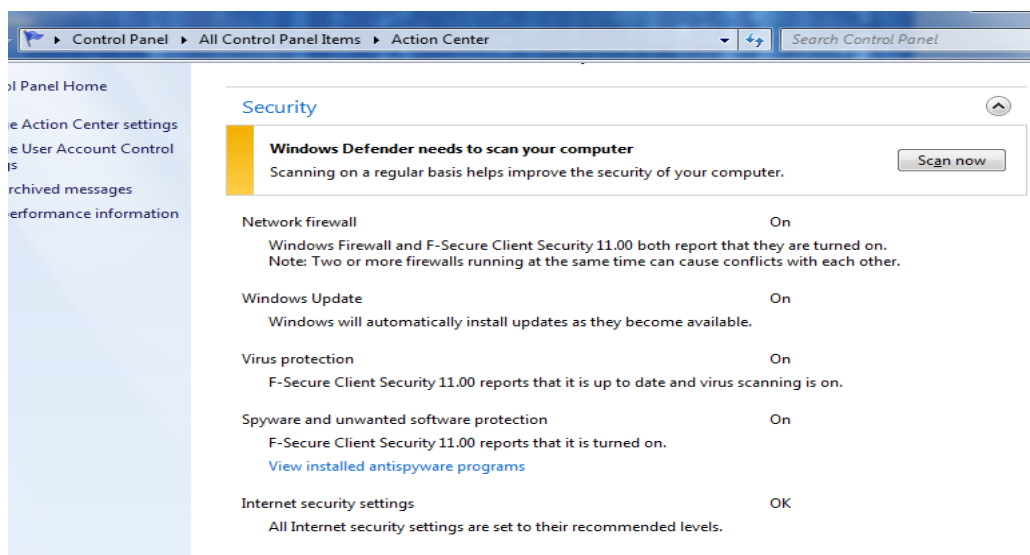 Control Panel ▸ All Control Panel Items ▸ Action Center
Search Control Panel
ol Panel Home
e Action Center settings
e User Account Control
gs
rchived messages
erformance information
Security
Windows Defender needs to scan your computer
Scanning on a regular basis helps improve the security of your computer.
Scan now
Network firewall On
Windows Firewall and F-Secure Client Security 11.00 both report that they are turned on.
Note: Two or more firewalls running at the same time can cause conflicts with each other.
Windows Update On
Windows will automatically install updates as they become available.
Virus protection On
F-Secure Client Security 11.00 reports that it is up to date and virus scanning is on.
Spyware and unwanted software protection On
F-Secure Client Security 11.00 reports that it is turned on.
View installed antispyware programs
Internet security settings OK
All Internet security settings are set to their recommended levels.